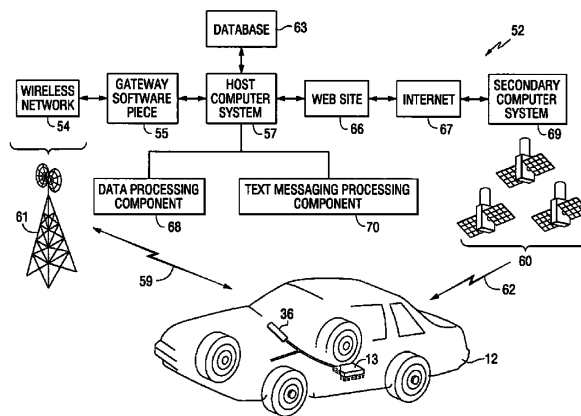 DATABASE
63
52
WIRELESS
NETWORK
54
GATEWAY
SOFTWARE
PIECE
55
HOST
COMPUTER
SYSTEM
57
WEB SITE
66
INTERNET
67
SECONDARY
COMPUTER
SYSTEM
69
61
DATA PROCESSING
COMPONENT
68
TEXT MESSAGING PROCESSING
COMPONENT
70
60
59
62
36
13
12